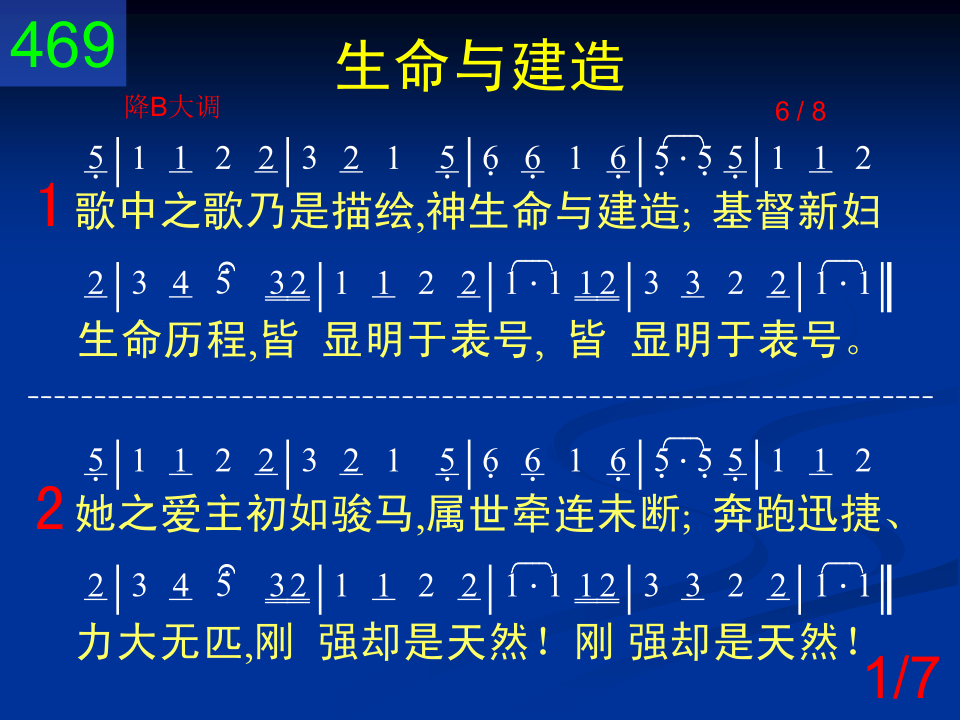 469
生命与建造
降B大调 6 / 8
5|1 1 2 2|3 2 1 5|6 6 1 6|5·5 5|1 1 2
1 歌中之歌乃是描绘,神生命与建造; 基督新妇
2|3 4 5 32|1 1 2 2|1·1 12|3 3 2 2|1·1‖
生命历程,皆 显明于表号, 皆 显明于表号。
5|1 1 2 2|3 2 1 5|6 6 1 6|5·5 5|1 1 2
2 她之爱主初如骏马,属世牵连未断; 奔跑迅捷、
2|3 4 5 32|1 1 2 2|1·1 12|3 3 2 2|1·1‖
力大无匹,刚 强却是天然! 刚 强却是天然!
1/7